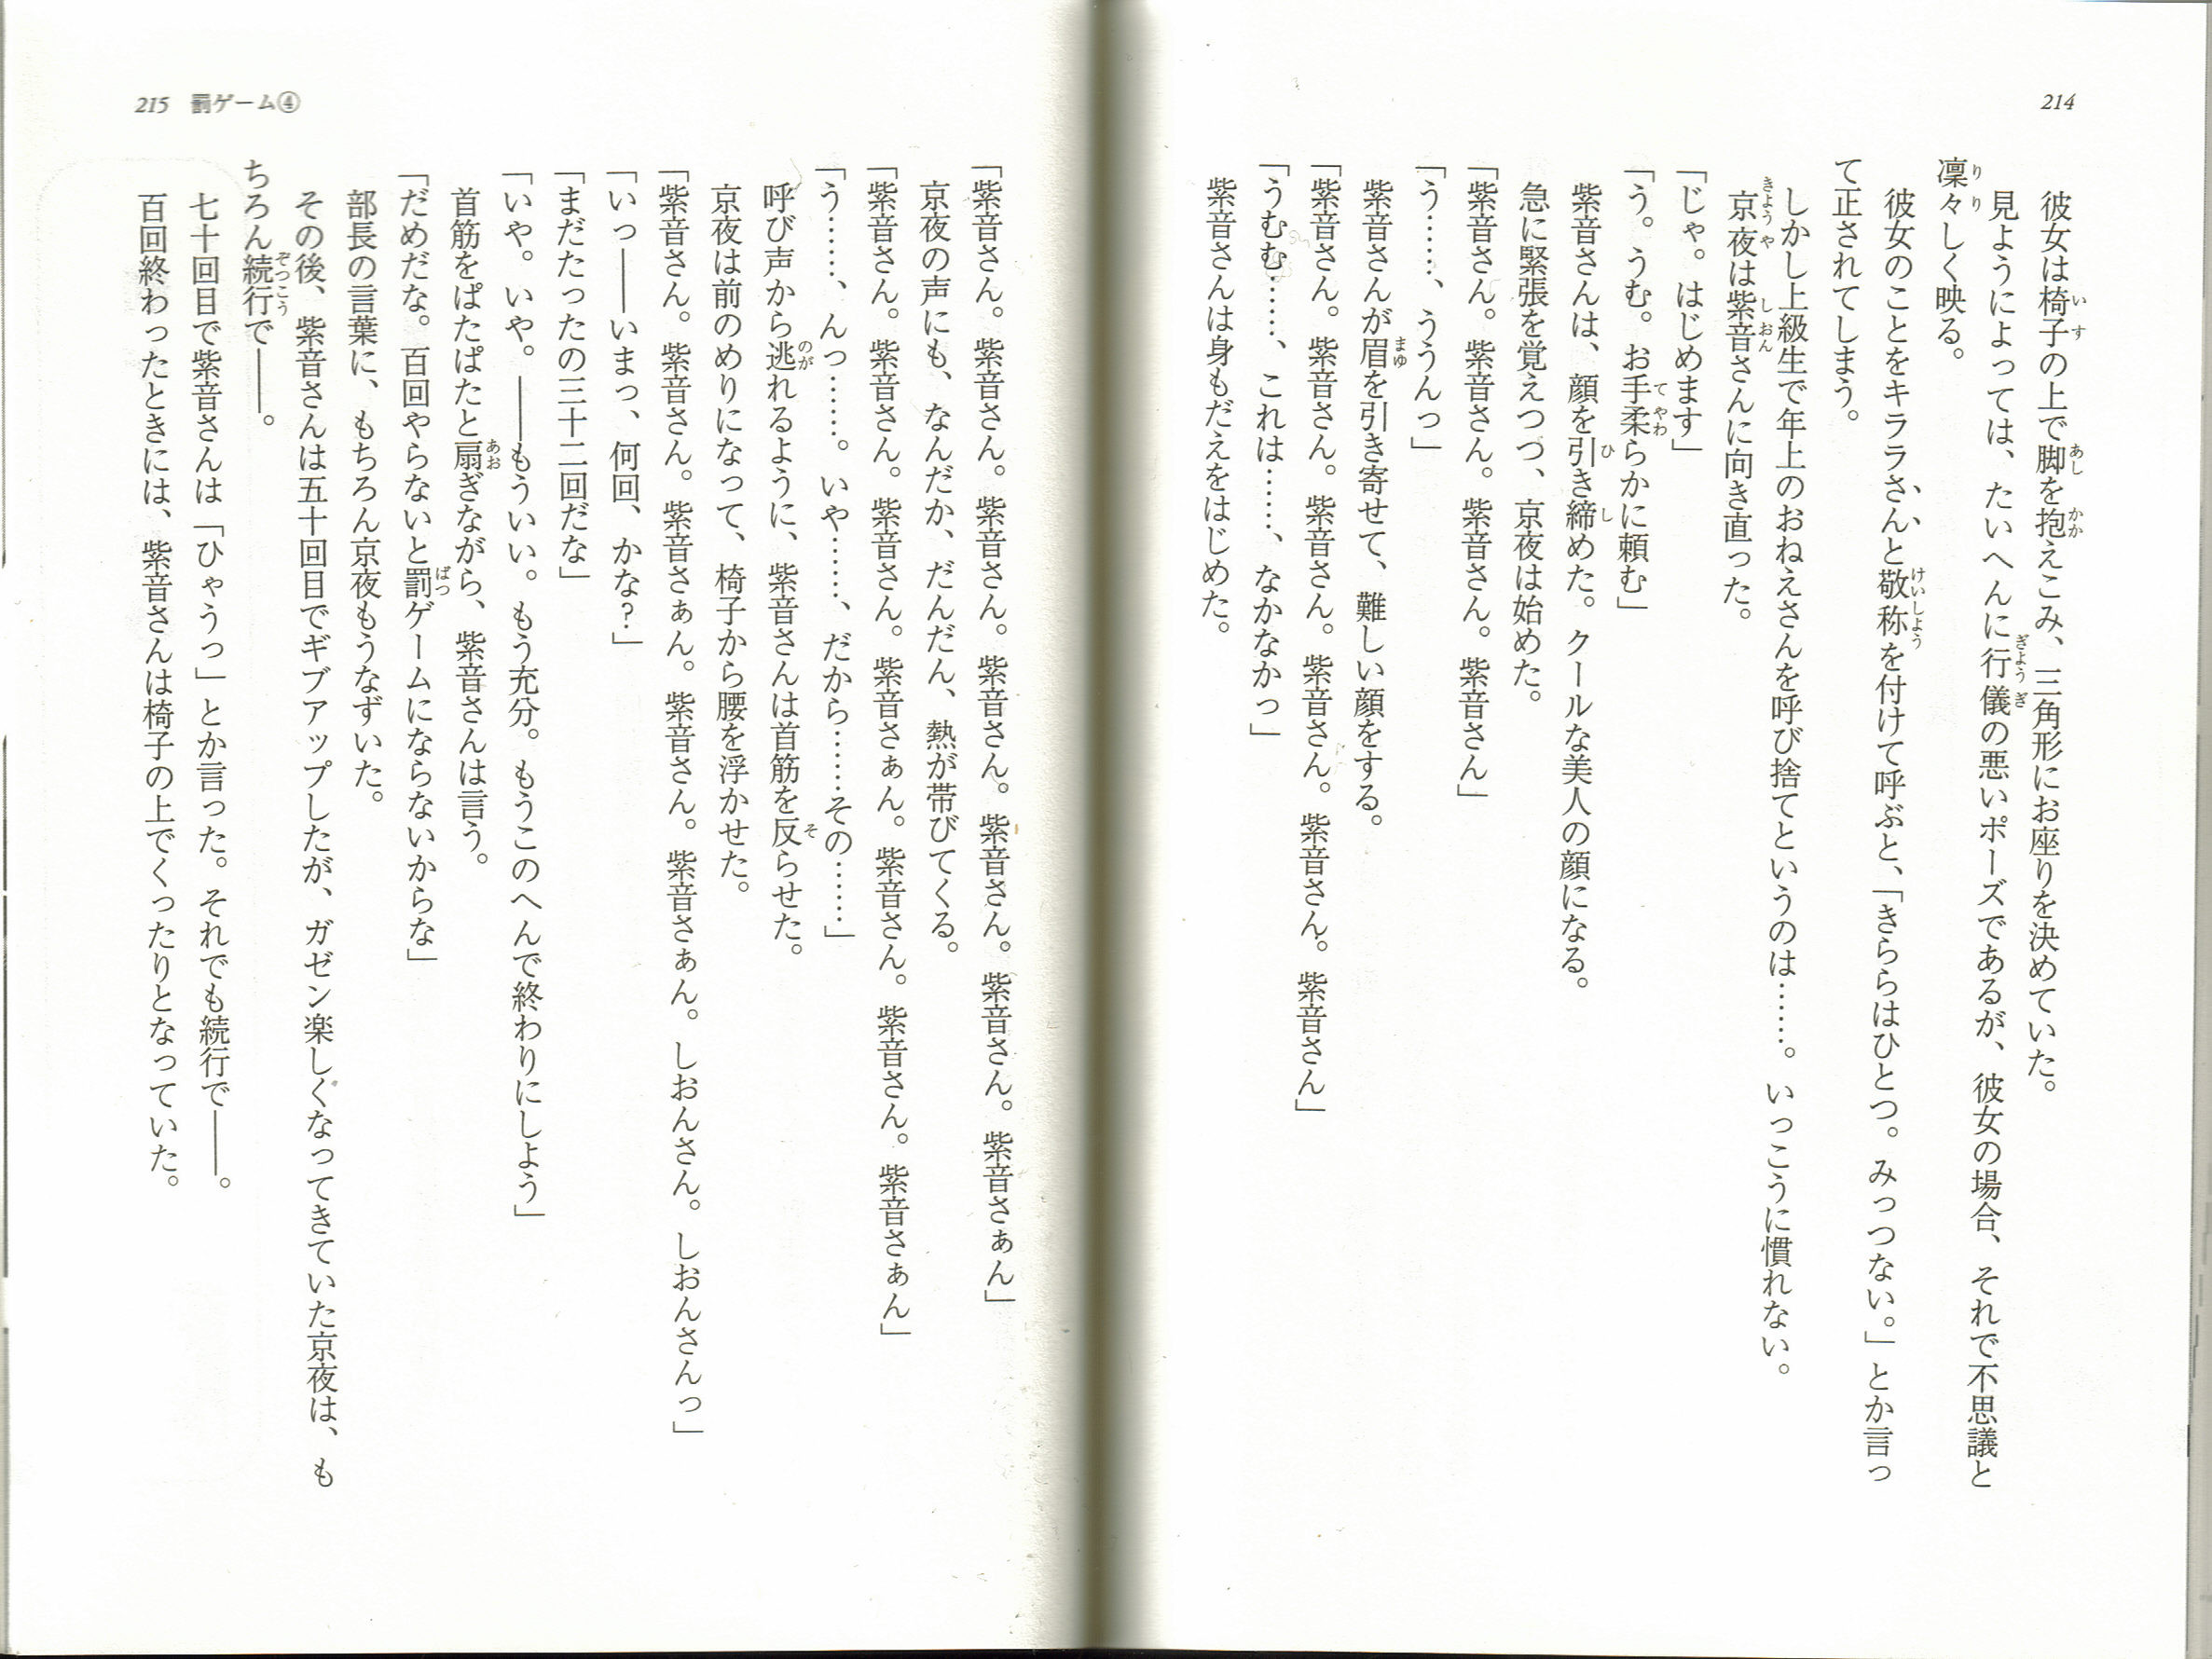 214
彼女は椅子の上で脚を抱えこみ、三角形にお座りを決めていた。
見ようによっては、たいへんに行儀の悪いポーズであるが、彼女の場合、それで不思議と
凜々しく映る。
彼女のことをキララさんと敬称を付けて呼ぶと、「きららはひとつ。みっつない。」とか言っ
て正されてしまう。
しかし上級生で年上のおねえさんを呼び捨てというのは……。いっこうに慣れない。
京夜は紫音さんに向き直った。
「じゃ。はじめます」
「う。うむ。お手柔らかに頼む」
紫音さんは、顔を引き締めた。クールな美人の顔になる。
急に緊張を覚えつつ、京夜は始めた。
「紫音さん。紫音さん。紫音さん。紫音さん」
「う……、ううんっ」
紫音さんが眉を引き寄せて、難しい顔をする。
「紫音さん。紫音さん。紫音さん。紫音さん。紫音さん。紫音さん」
「うむむ……、これは……、なかなかっ」
紫音さんは身もだえをはじめた。
215 罰ゲーム④
「紫音さん。紫音さん。紫音さん。紫音さん。紫音さん。紫音さん。紫音さぁん」
京夜の声にも、なんだか、だんだん、熱が帯びてくる。
「紫音さん。紫音さん。紫音さん。紫音さぁん。紫音さん。紫音さん。紫音さぁん」
「う……、んっ……。いや……、だから……その……」
呼び声から逃れるように、紫音さんは首筋を反らせた。
京夜は前のめりになって、椅子から腰を浮かせた。
「紫音さん。紫音さん。紫音さぁん。紫音さん。紫音さぁん。しおんさん。しおんさんっ」
「いっ――いまっ、何回、かな?」
「まだたったの三十二回だな」
「いや。いや。――もういい。もう充分。もうこのへんで終わりにしよう」
首筋をぱたぱたと扇ぎながら、紫音さんは言う。
「だめだな。百回やらないと罰ゲームにならないからな」
部長の言葉に、もちろん京夜もうなずいた。
その後、紫音さんは五十回目でギブアップしたが、ガゼン楽しくなってきていた京夜は、も
ちろん続行で――。
七十回目で紫音さんは「ひゃうっ」とか言った。それでも続行で――。
百回終わったときには、紫音さんは椅子の上でくったりとなっていた。